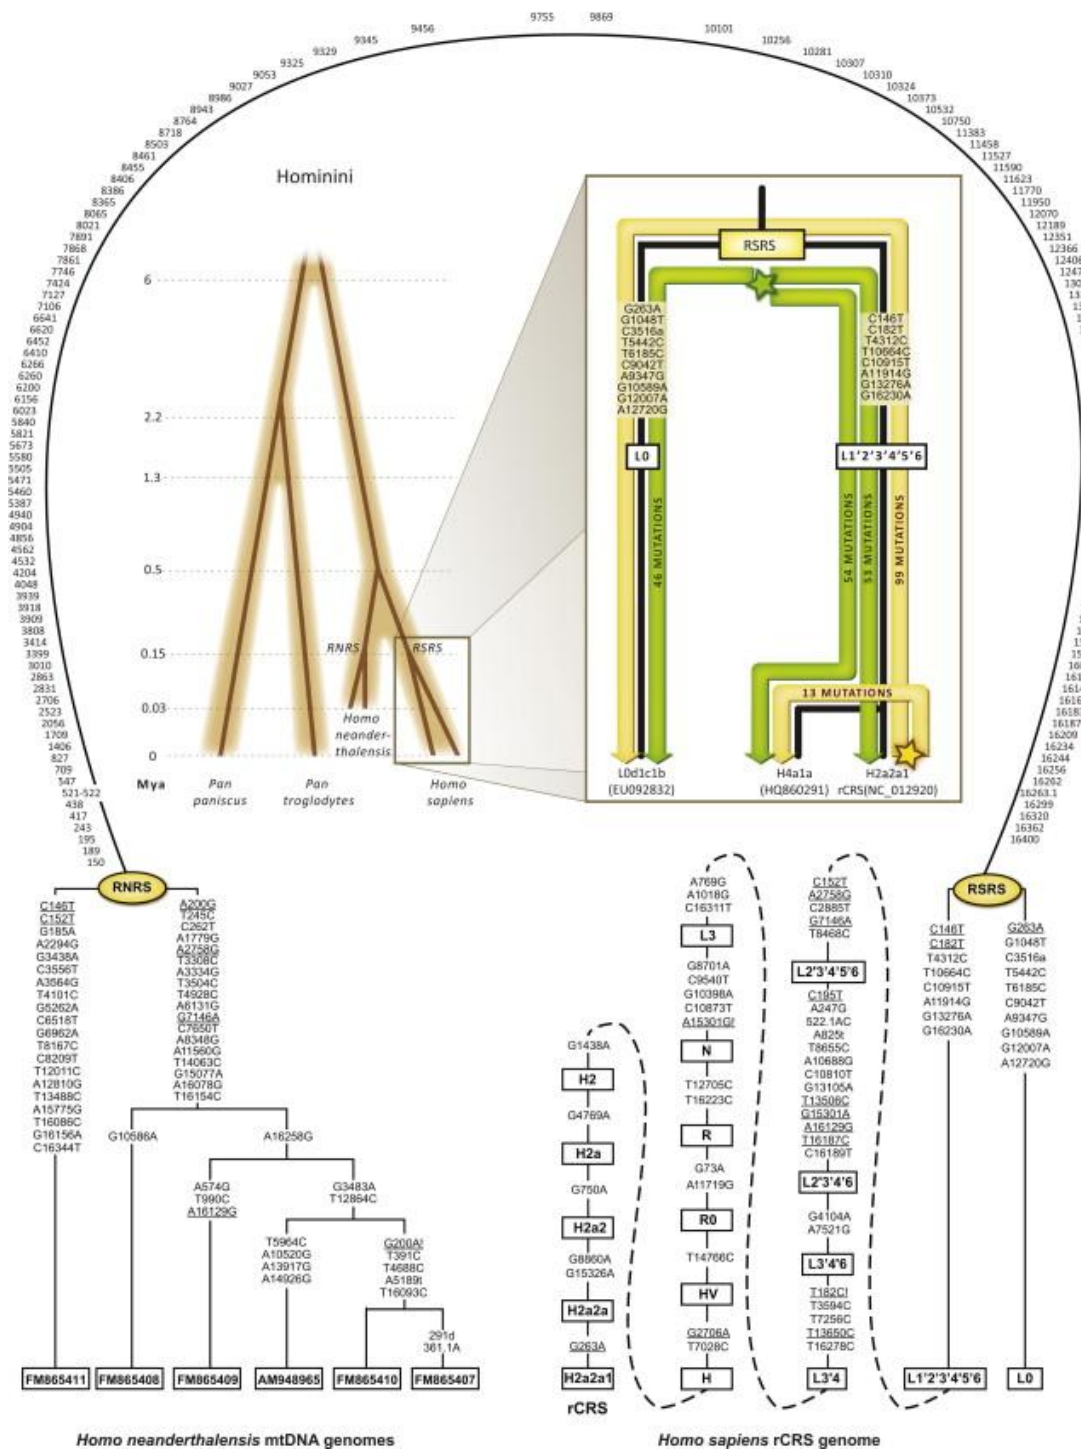 9755
9869
9456
10101
9345
10256
9329
10281
9325
10307
9053
10310
9027
10324
8986
10373
8943
10532
8764
10750
8718
11383
8503
11458
8461
11527
8455
11590
8406
11623
8386
11770
8365
11950
8065
12070
8021
12189
7891
12351
7868
12366
7861
12406
7746
7424
7127
7106
6641
6620
6452
6410
6266
6260
6200
6156
6023
5840
5821
5673
5580
5505
5471
5460
5387
4940
4904
4856
4562
4532
4204
4048
3939
3918
3909
3808
3414
3399
3010
2863
2831
2706
2523
2056
1709
1406
827
709
547
521-522
438
417
243
195
189
150
16209
16234
16244
16256
16262
16263.1
16299
16320
16362
16400
Hominini
6
2.2
1.3
0.5
0.15
0.03
0
Mya
RNRS
RSRS
Homo
neander-
thalensis
Pan
paniscus
Pan
troglodytes
Homo
sapiens
RSRS
G263A
G1048T
C3516a
T5442C
T6185C
C9042T
A9347G
G10589A
G12007A
A12720G
C146T
C182T
T4312C
T10664C
C10915T
A11914G
G13276A
G16230A
L0
L1'2'3'4'5'6
46 MUTATIONS
54 MUTATIONS
53 MUTATIONS
99 MUTATIONS
13 MUTATIONS
L0d1c1b
(EU092832)
H4a1a
(HQ860291)
H2a2a1
rCRS(NC_012920)
RNRS
C146T
C152T
G185A
A2294G
G3438A
C3556T
A3564G
T4101C
G5262A
C6518T
G6962A
T8167C
C8209T
T12011C
A12810G
T13488C
A15775G
T16086C
G16156A
C16344T
A200G
T245C
C262T
A1779G
A2758G
T3308C
A3334G
T3504C
T4928C
A6131G
G7146A
C7650T
A8348G
A11560G
T14063C
G15077A
A16078G
T16154C
G10586A
A16258G
A574G
T990C
A16129G
G3483A
T12864C
T5964C
A10520G
A13917G
A14926G
G200A!
T391C
T4688C
A5189t
T16093C
291d
361.1A
FM865411
FM865408
FM865409
AM948965
FM865410
FM865407
Homo neanderthalensis mtDNA genomes
G1438A
H2
G4769A
H2a
G750A
H2a2
G8860A
G15326A
H2a2a
G263A
H2a2a1
rCRS
A769G
A1018G
C16311T
L3
G8701A
C9540T
G10398A
C10873T
A15301G!
N
T12705C
T16223C
R
G73A
A11719G
R0
T14766C
HV
G2706A
T7028C
H
C152T
A2758G
C2885T
G7146A
T8468C
L2'3'4'5'6
C195T
A247G
522.1AC
A825t
T8655C
A10688G
C10810T
G13105A
T13506C
G15301A
A16129G
T16187C
C16189T
L2'3'4'6
G4104A
A7521G
L3'4'6
T182C!
T3594C
T7256C
T13650C
T16278C
L3'4
RSRS
C146T
C182T
T4312C
T10664C
C10915T
A11914G
G13276A
G16230A
L1'2'3'4'5'6
G263A
G1048T
C3516a
T5442C
T6185C
C9042T
A9347G
G10589A
G12007A
A12720G
L0
Homo sapiens rCRS genome